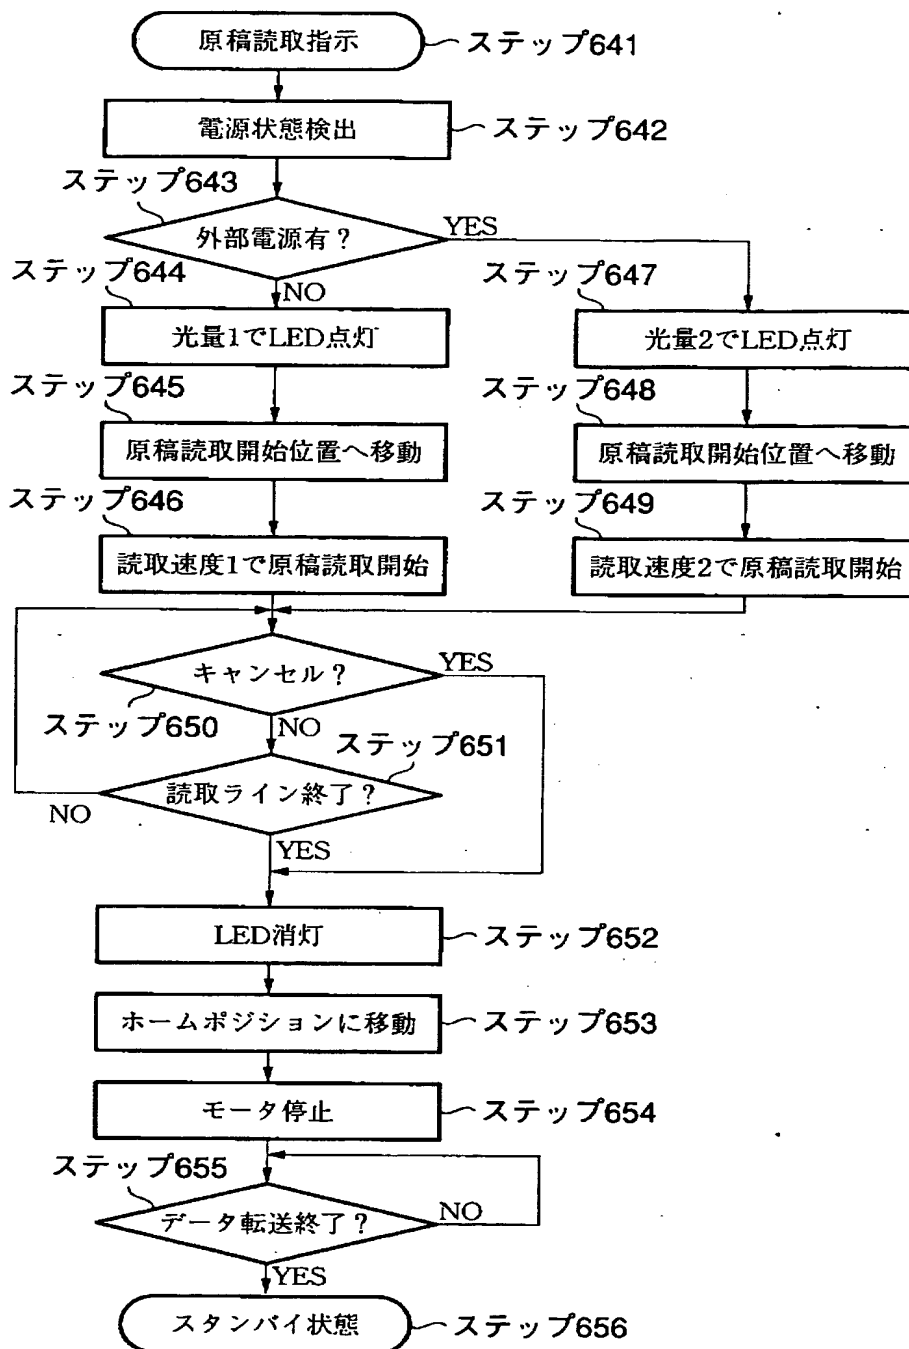 原稿読取指示
ステップ641
電源状態検出
ステップ642
ステップ643
外部電源有？
YES
NO
ステップ644
光量1でLED点灯
ステップ645
原稿読取開始位置へ移動
ステップ646
読取速度1で原稿読取開始
ステップ647
光量2でLED点灯
ステップ648
原稿読取開始位置へ移動
ステップ649
読取速度2で原稿読取開始
キャンセル？
YES
ステップ650
NO
ステップ651
読取ライン終了？
NO
YES
LED消灯
ステップ652
ホームポジションに移動
ステップ653
モータ停止
ステップ654
ステップ655
データ転送終了？
NO
YES
スタンバイ状態
ステップ656